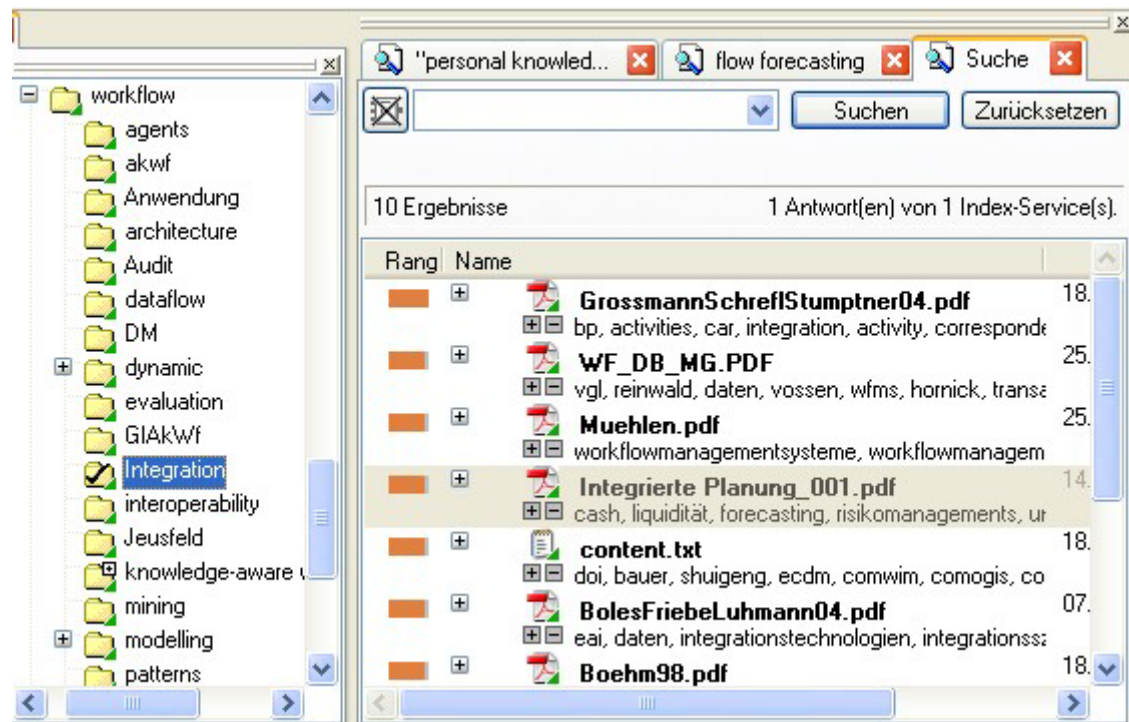 workflow
agents
akwf
Anwendung
architecture
Audit
dataflow
DM
dynamic
evaluation
GIAkWf
Integration
interoperability
Jeusfeld
knowledge-aware
mining
modelling
patterns
"personal knowled...
flow forecasting
Suche
Suchen
Zurücksetzen
10 Ergebnisse
1 Antwort(en) von 1 Index-Service(s).
Rang Name
GrossmannSchreflStumptner04.pdf 18.
bp, activities, car, integration, activity, corresponde
WF_DB_MG.PDF 25.
vgl, reinwald, daten, vossen, wfms, hornick, transa
Muehlen.pdf 25.
workflowmanagementsysteme, workflowmanagem
Integrierte Planung_001.pdf 14.
cash, liquidität, forecasting, risikomanagements, ur
content.txt 18.
doi, bauer, shuigeng, ecdm, comwim, comogis, co
BolesFriebeLuhmann04.pdf 07.
eai, daten, integrationstechnologien, integrationssz
Boehm98.pdf 18.